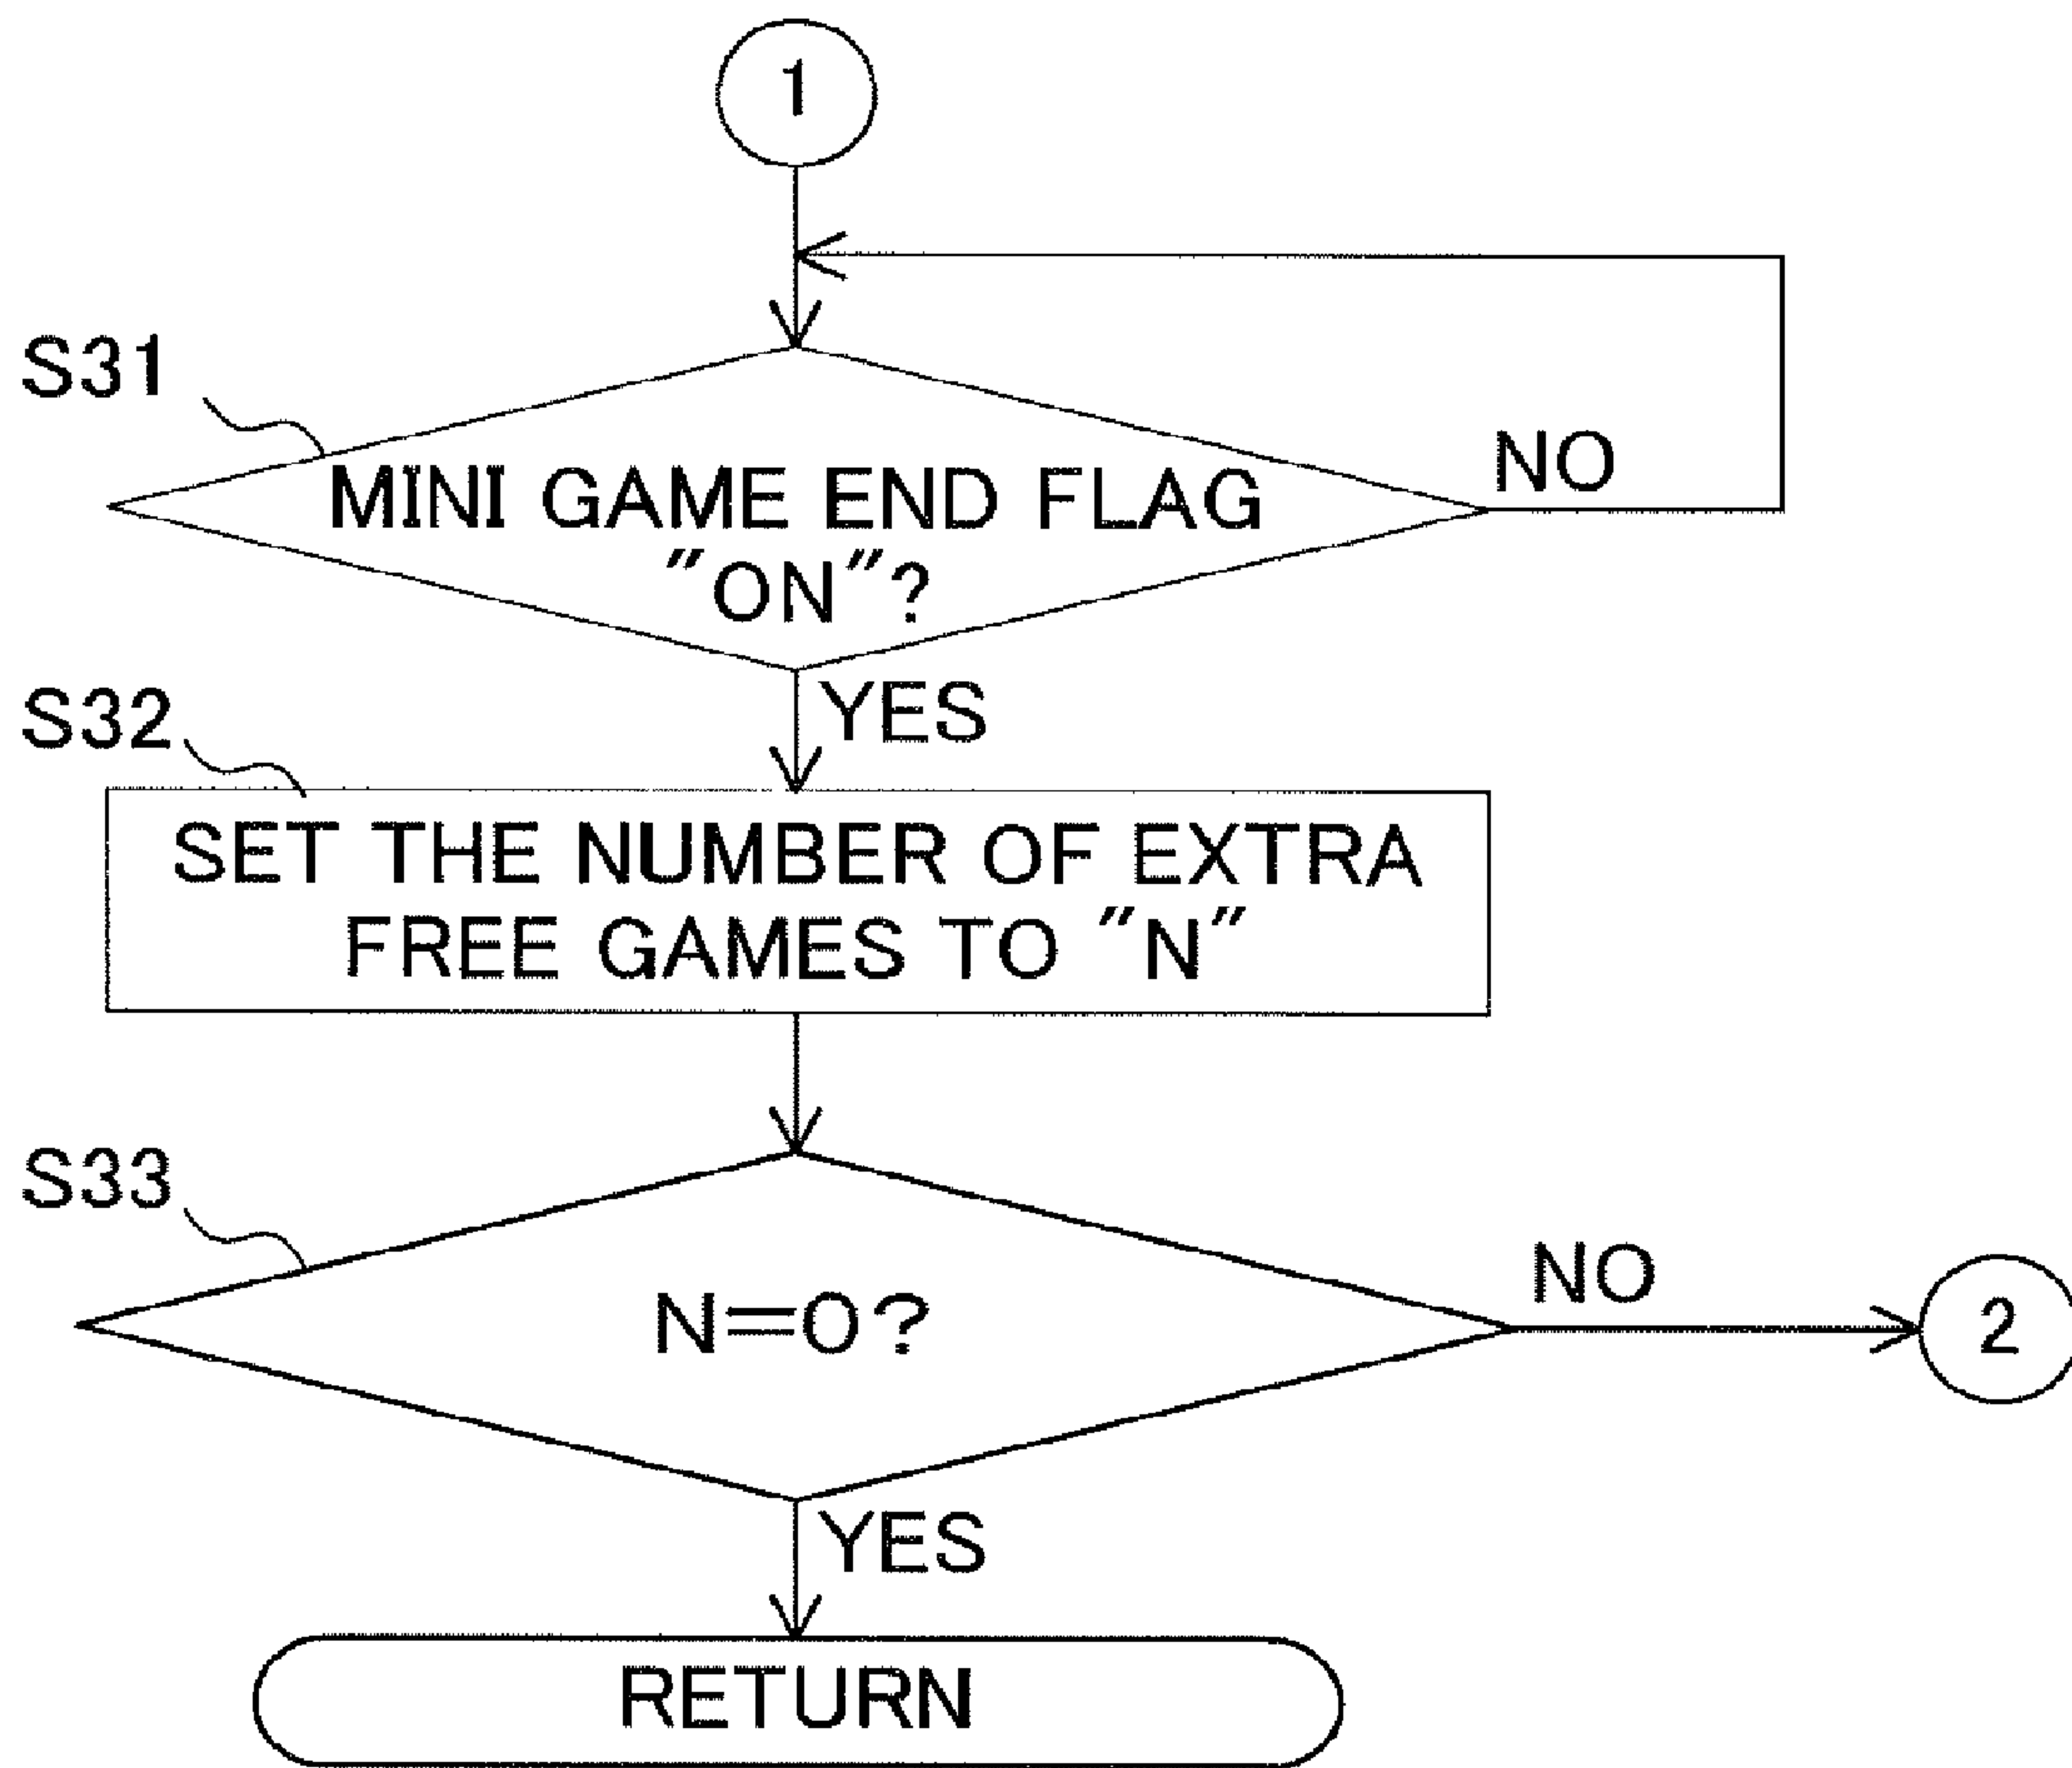 1
S31
MINI GAME END FLAG
"ON"?
NO
YES
S32
SET THE NUMBER OF EXTRA
FREE GAMES TO "N"
S33
N=0?
NO
2
YES
RETURN